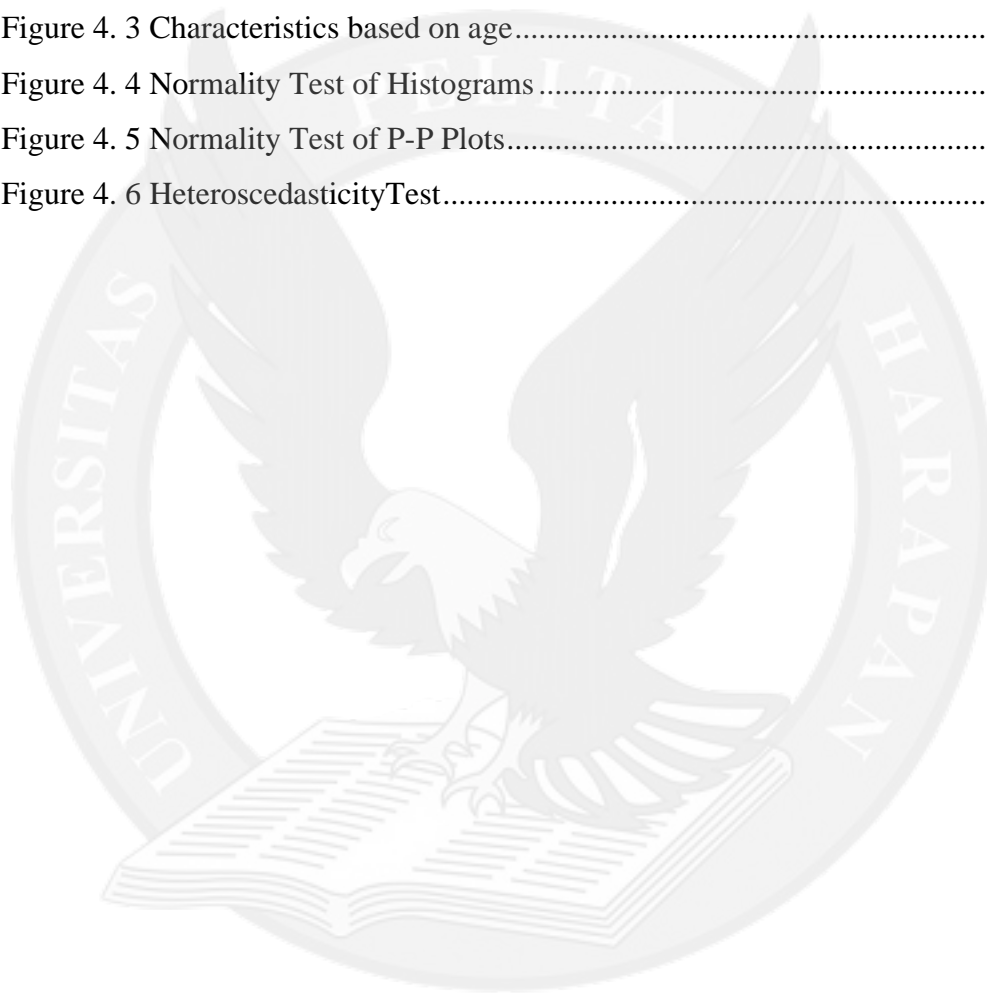 Figure 4. 3 Characteristics based on age.......................................................................
Figure 4. 4 Normality Test of Histograms....................................................................
Figure 4. 5 Normality Test of P-P Plots.........................................................................
Figure 4. 6 HeteroscedasticityTest.................................................................................
UNIVERSITAS PELITA HARAPAN